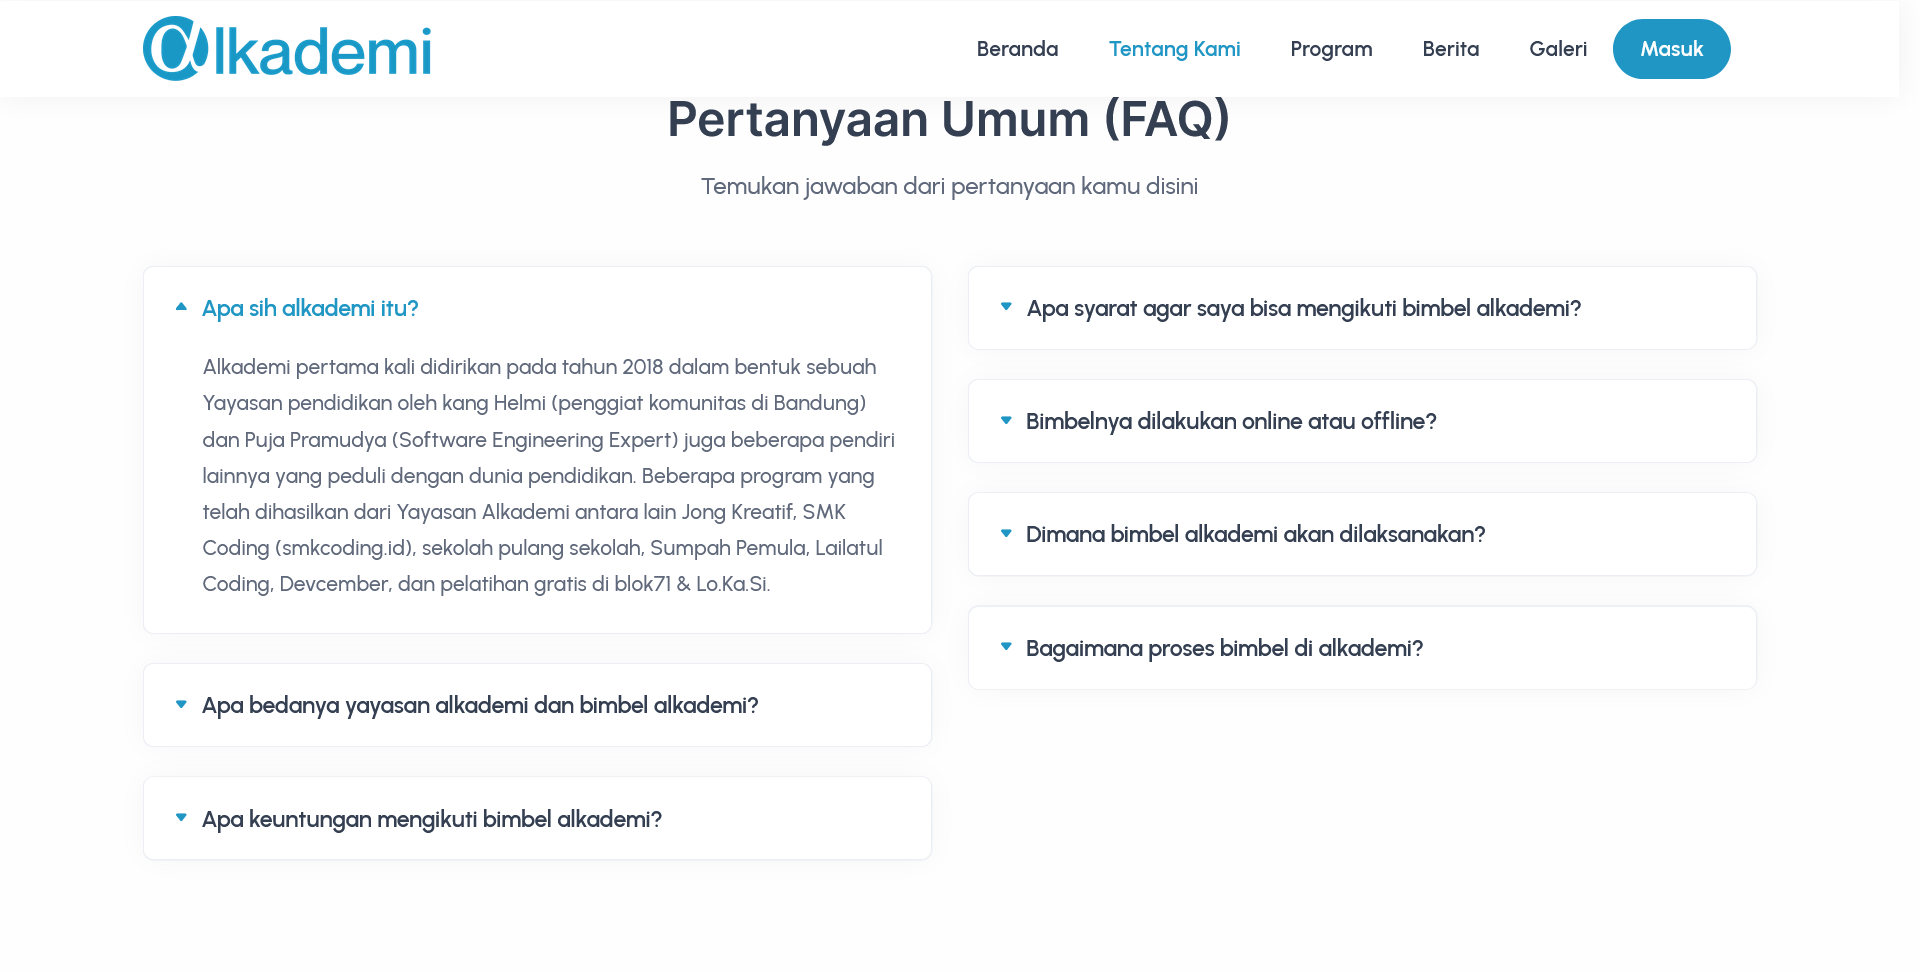 @lkademi
Beranda
Tentang Kami
Program
Berita
Galeri
Masuk
Pertanyaan Umum (FAQ)
Temukan jawaban dari pertanyaan kamu disini
Apa sih alkademi itu?
Alkademi pertama kali didirikan pada tahun 2018 dalam bentuk sebuah
Yayasan pendidikan oleh kang Helmi (penggiat komunitas di Bandung)
dan Puja Pramudya (Software Engineering Expert) juga beberapa pendiri
lainnya yang peduli dengan dunia pendidikan. Beberapa program yang
telah dihasilkan dari Yayasan Alkademi antara lain Jong Kreatif, SMK
Coding (smkcoding.id), sekolah pulang sekolah, Sumpah Pemula, Lailatul
Coding, Devcember, dan pelatihan gratis di blok71 & Lo.Ka.Si.
Apa bedanya yayasan alkademi dan bimbel alkademi?
Apa keuntungan mengikuti bimbel alkademi?
Apa syarat agar saya bisa mengikuti bimbel alkademi?
Bimbelnya dilakukan online atau offline?
Dimana bimbel alkademi akan dilaksanakan?
Bagaimana proses bimbel di alkademi?